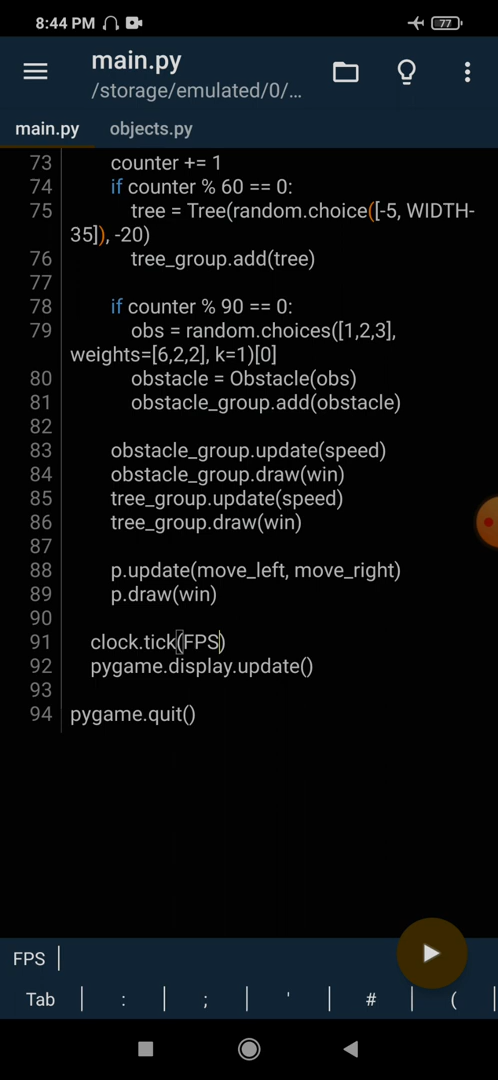 8:44 PM 77
main.py
/storage/emulated/0/...
main.py objects.py
73 counter += 1
74 if counter % 60 == 0:
75 tree = Tree(random.choice([-5, WIDTH-
35]), -20)
76 tree_group.add(tree)
77
78 if counter % 90 == 0:
79 obs = random.choices([1,2,3],
weights=[6,2,2], k=1)[0]
80 obstacle = Obstacle(obs)
81 obstacle_group.add(obstacle)
82
83 obstacle_group.update(speed)
84 obstacle_group.draw(win)
85 tree_group.update(speed)
86 tree_group.draw(win)
87
88 p.update(move_left, move_right)
89 p.draw(win)
90
91 clock.tick(FPS)
92 pygame.display.update()
93
94 pygame.quit()
FPS
Tab : ; ' # (